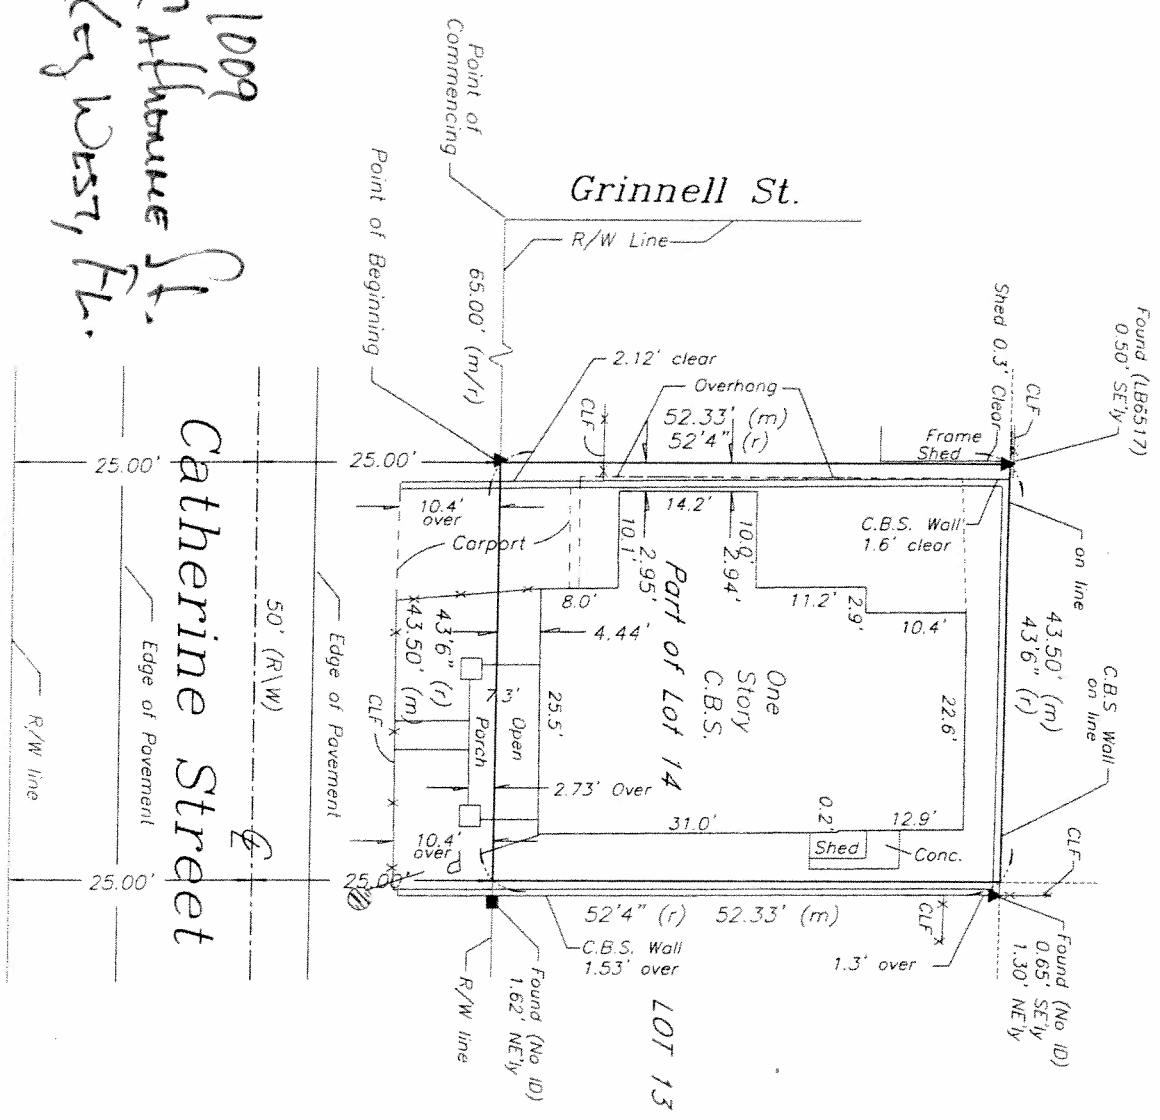 1009
CAthErINE St.
Key WEST, FL.
Point of
Commencing
Grinnell St.
R/W Line
65.00' (m/r)
Point of Beginning
2.12' clear
Overhang
52.33' (m)
52'4" (r)
CLF
Shed 0.3' Clear
Frame
Shed
CLF
Found (LB6517)
0.50' SE'ly
25.00'
25.00'
10.4'
over
Carport
14.2'
10.1'
10.0'
2.95'
2.94'
C.B.S. Wall
1.6' clear
on line
43.50' (m)
43'6" (r)
C.B.S. Wall
on line
8.0'
11.2'
2.9'
10.4'
4.44'
Part of Lot 14
One
Story
C.B.S.
22.6'
25.5'
43'6" (r)
43.50' (m)
CLF
7.3'
Open
Porch
2.73' Over
10.4'
over
31.0'
0.2'
12.9'
Shed
Conc.
CLF
50' (R\W)
Edge of Pavement
Catherine Street
Edge of Pavement
R/W line
25.00'
25.00'
52'4" (r) 52.33' (m)
C.B.S. Wall
1.53' over
CLF
1.3' over
Found (No ID)
0.65' SE'ly
1.30' NE'ly
Found (No ID)
1.62' NE'ly
R/W line
LOT 13